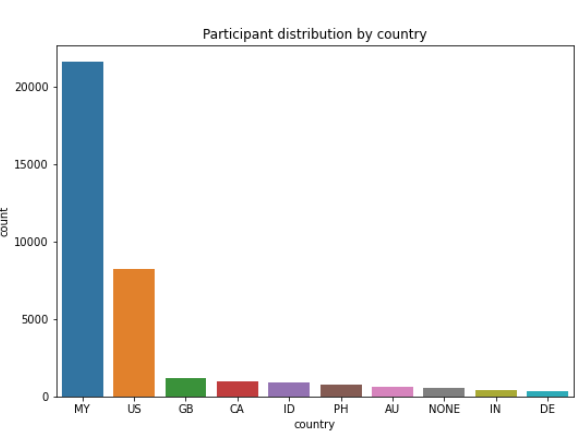 Participant distribution by country
20000
15000
10000
5000
0
count
MY US GB CA ID PH AU NONE IN DE
country